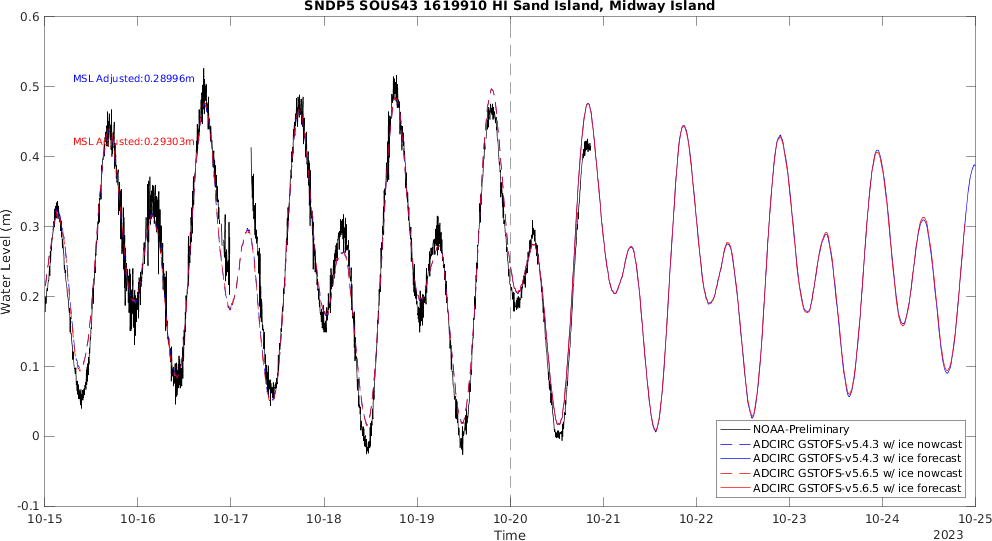 SNDP5 SOUS43 1619910 HI Sand Island, Midway Island
0.6
0.5
0.4
0.3
0.2
0.1
0
-0.1
Water Level (m)
MSL Adjusted:0.28996m
MSL Adjusted:0.29303m
NOAA-Preliminary
ADCIRC GSTOFS-v5.4.3 w/ ice nowcast
ADCIRC GSTOFS-v5.4.3 w/ ice forecast
ADCIRC GSTOFS-v5.6.5 w/ ice nowcast
ADCIRC GSTOFS-v5.6.5 w/ ice forecast
10-15 10-16 10-17 10-18 10-19 10-20 10-21 10-22 10-23 10-24 10-25
Time
2023